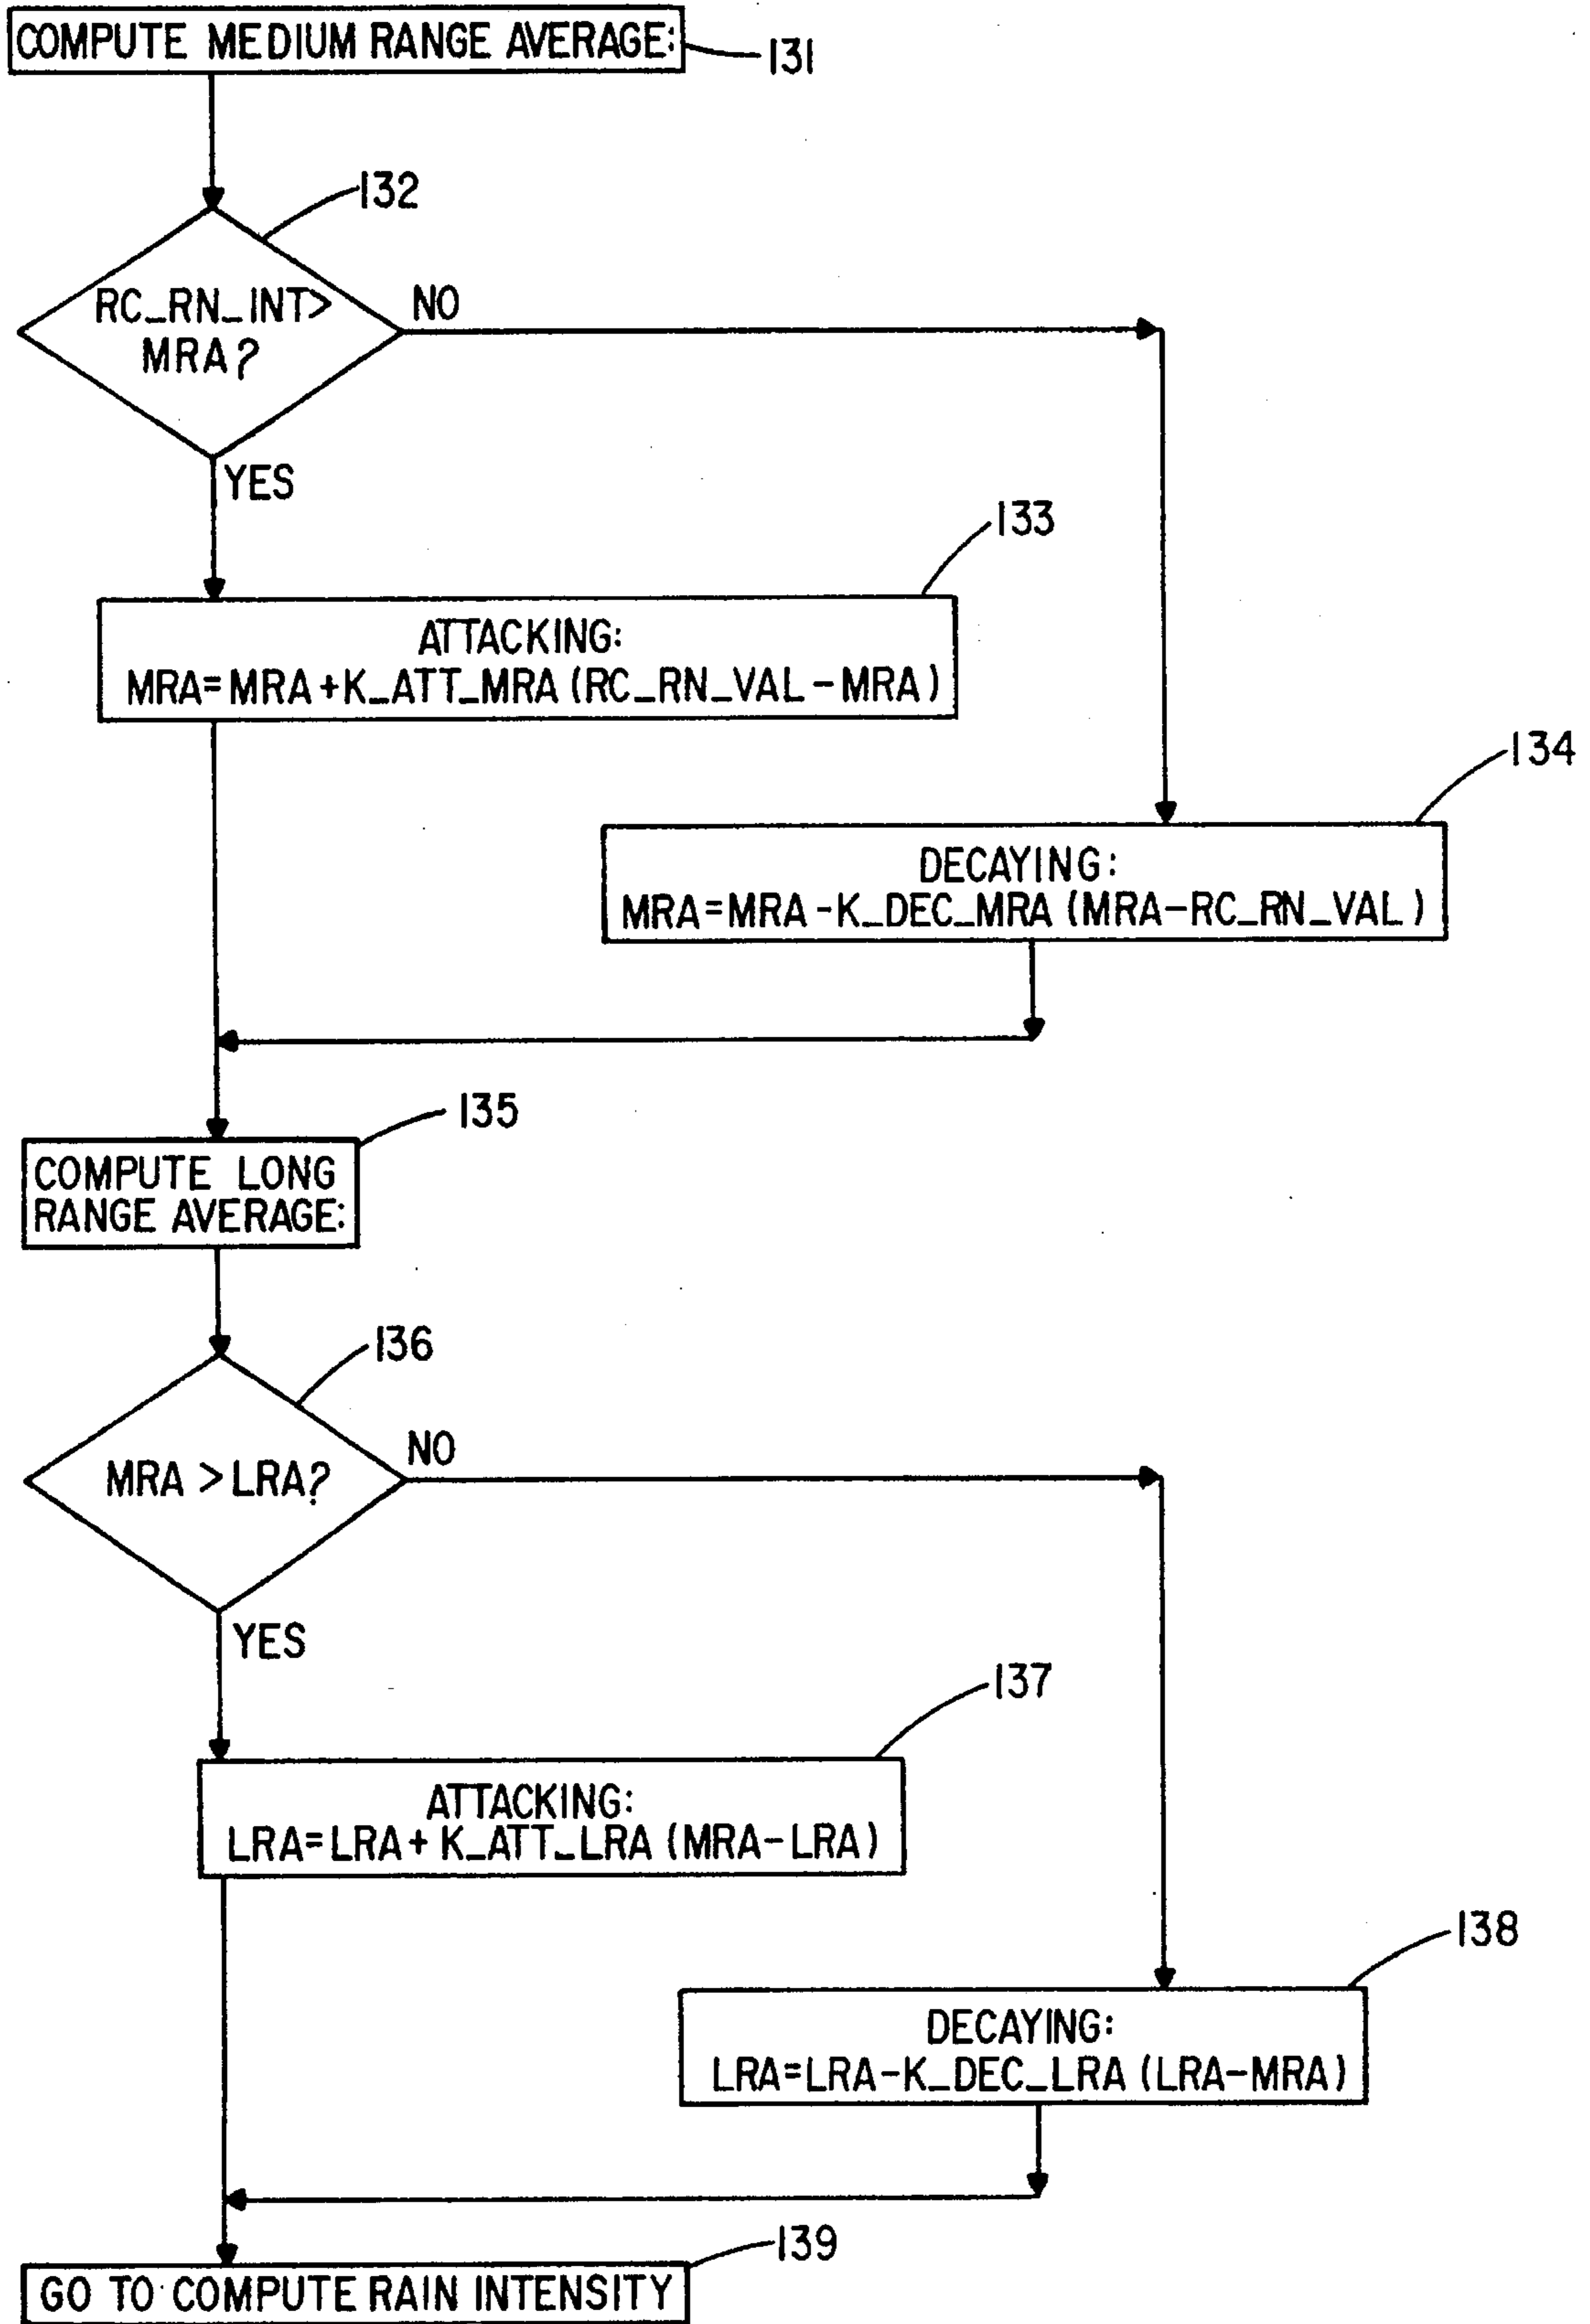 COMPUTE MEDIUM RANGE AVERAGE:
131
132
RC_RN_INT>
MRA?
NO
YES
133
ATTACKING:
MRA=MRA+K_ATT_MRA (RC_RN_VAL-MRA)
134
DECAYING:
MRA=MRA-K_DEC_MRA (MRA-RC_RN_VAL)
135
COMPUTE LONG
RANGE AVERAGE:
136
MRA >LRA?
NO
YES
137
ATTACKING:
LRA=LRA+ K_ATT_LRA (MRA-LRA)
138
DECAYING:
LRA=LRA-K_DEC_LRA (LRA-MRA)
139
GO TO COMPUTE RAIN INTENSITY